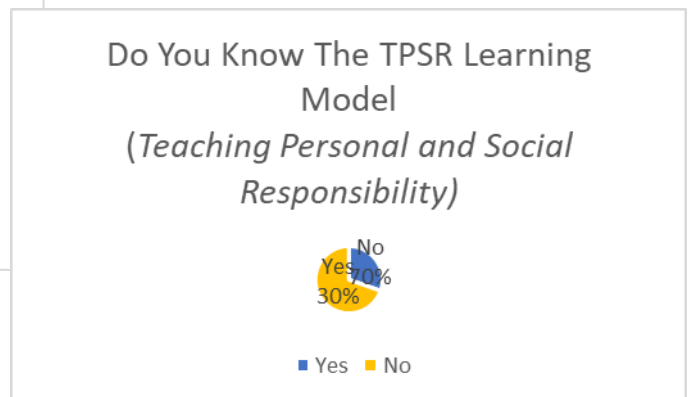 Do You Know The TPSR Learning
Model
(Teaching Personal and Social
Responsibility)
No
70%
Yes
30%
Yes No